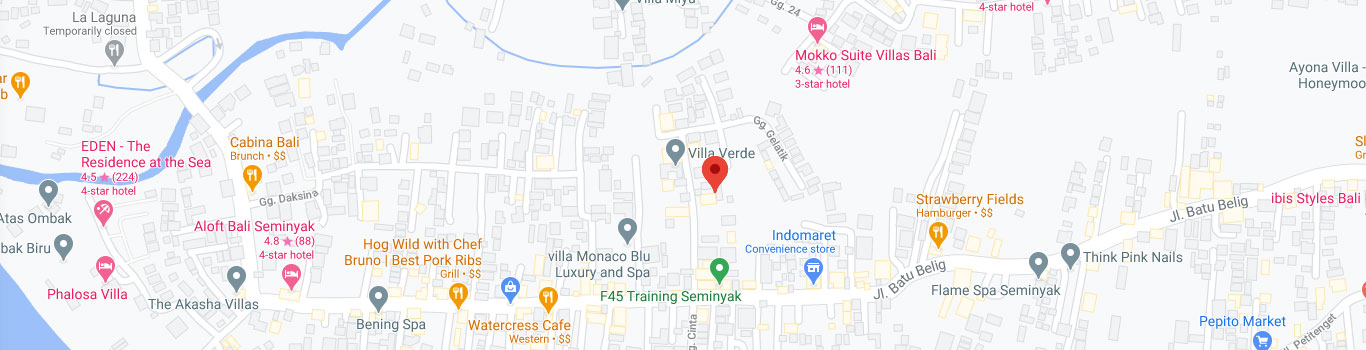 Villa Miya
Gg. 24
4-star hotel
La Laguna
Temporarily closed
Mokko Suite Villas Bali
4.6 ★ (111)
3-star hotel
Ayona Villa -
Honeymoo
ar
b
Cabina Bali
Brunch • $$
EDEN - The
Residence at the Sea
4.5 ★ (224)
4-star hotel
Villa Verde
Gg. Gelatik
Gg. Daksina
Atas Ombak
bak Biru
Aloft Bali Seminyak
4.8 ★ (88)
4-star hotel
Hog Wild with Chef
Bruno | Best Pork Ribs
Grill • $$
villa Monaco Blu
Luxury and Spa
Indomaret
Convenience store
Strawberry Fields
Hamburger • $$
Jl. Batu Belig
ibis Styles Bali
Phalosa Villa
The Akasha Villas
Bening Spa
Watercress Cafe
Western • $$
F45 Training Seminyak
g. Cinta
Jl. Batu Belig
Flame Spa Seminyak
Think Pink Nails
Pepito Market
l. Petitenget